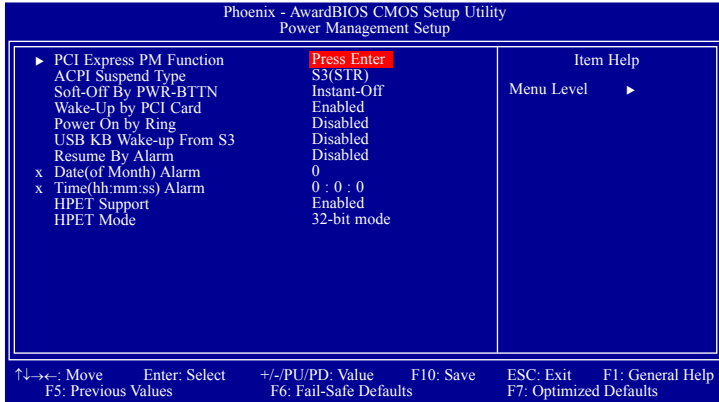 Phoenix - AwardBIOS CMOS Setup Utility
Power Management Setup
▶ PCI Express PM Function Press Enter
ACPI Suspend Type S3(STR)
Soft-Off By PWR-BTTN Instant-Off
Wake-Up by PCI Card Enabled
Power On by Ring Disabled
USB KB Wake-up From S3 Disabled
Resume By Alarm Disabled
x Date(of Month) Alarm 0
x Time(hh:mm:ss) Alarm 0 : 0 : 0
HPET Support Enabled
HPET Mode 32-bit mode
Item Help
Menu Level ▶
↑↓→←: Move Enter: Select +/-/PU/PD: Value F10: Save ESC: Exit F1: General Help
F5: Previous Values F6: Fail-Safe Defaults F7: Optimized Defaults